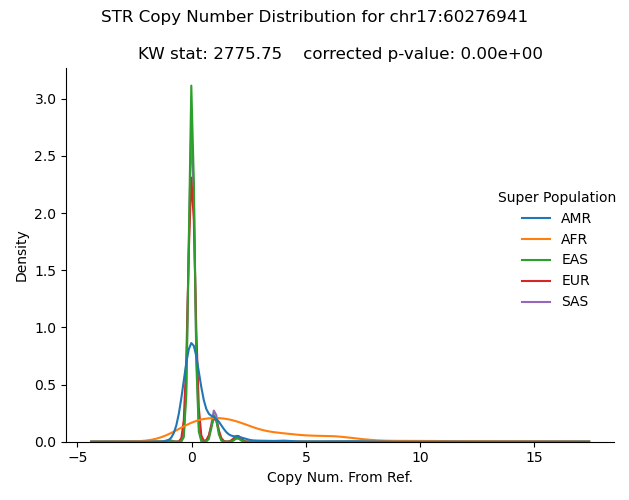 STR Copy Number Distribution for chr17:60276941
KW stat: 2775.75    corrected p-value: 0.00e+00
3.0
2.5
2.0
1.5
1.0
0.5
0.0
Density
Super Population
AMR
AFR
EAS
EUR
SAS
−5 0 5 10 15
Copy Num. From Ref.